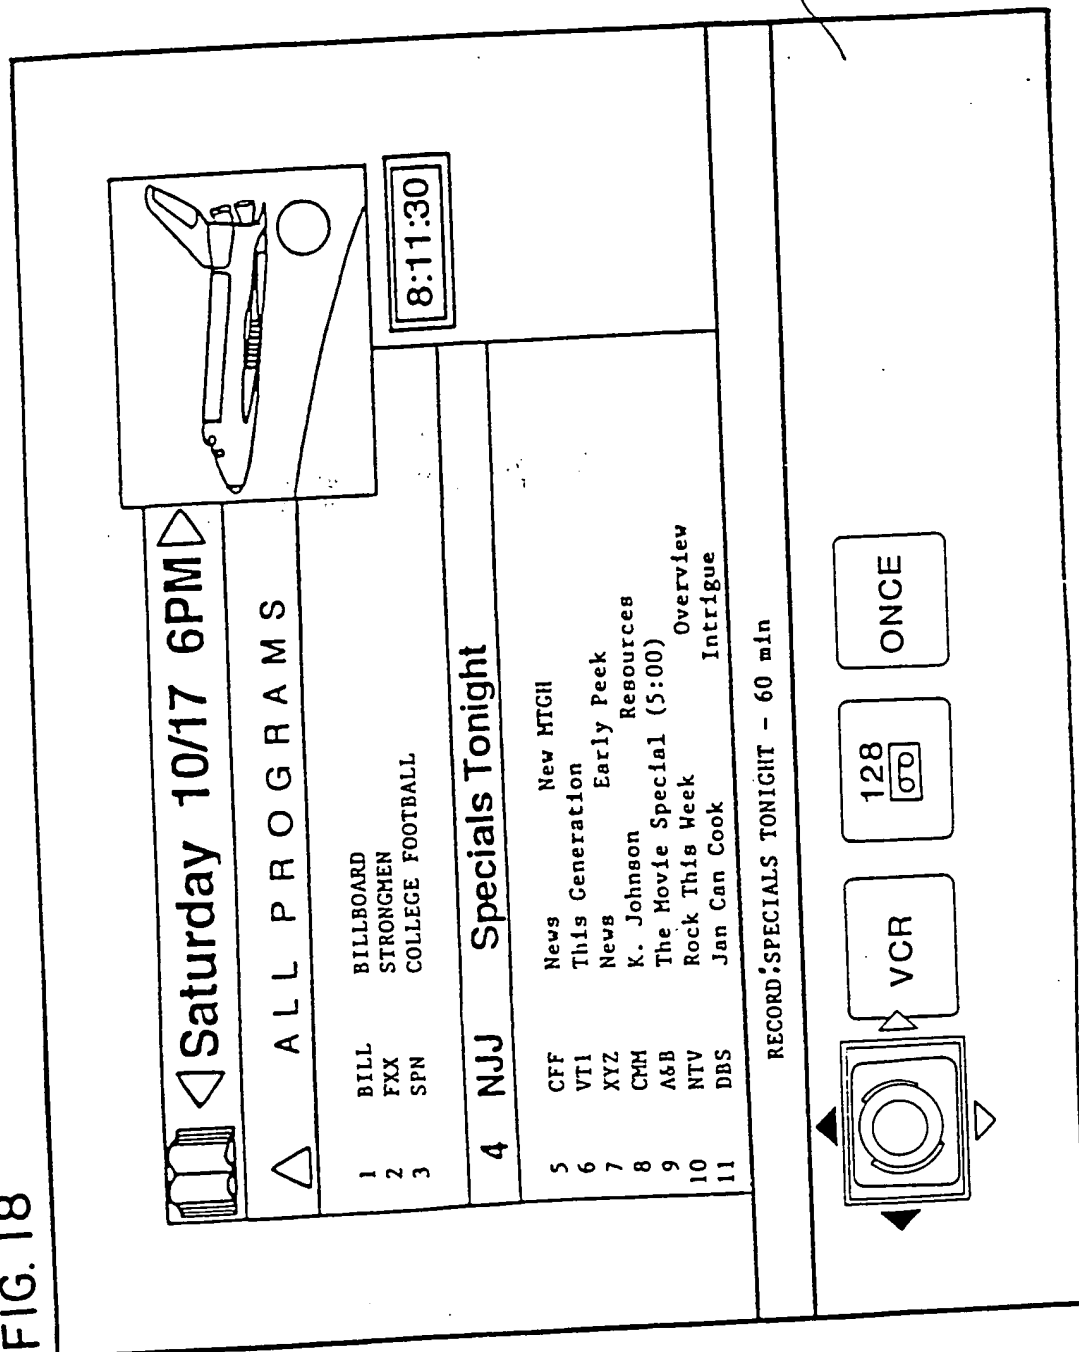 FIG. 18
Saturday 10/17 6PM
ALL PROGRAMS
8:11:30
1 BILL BILLBOARD
2 FXX STRONGMEN
3 SPN COLLEGE FOOTBALL
4 NJJ Specials Tonight
5 CFF News New MTGH
6 VT1 This Generation
7 XYZ News Early Peek
8 CMM K. Johnson Resources
9 A&B The Movie Special (5:00)
10 NTV Rock This Week Overview
11 DBS Jan Can Cook Intrigue
RECORD:SPECIALS TONIGHT - 60 min
VCR 128 ONCE